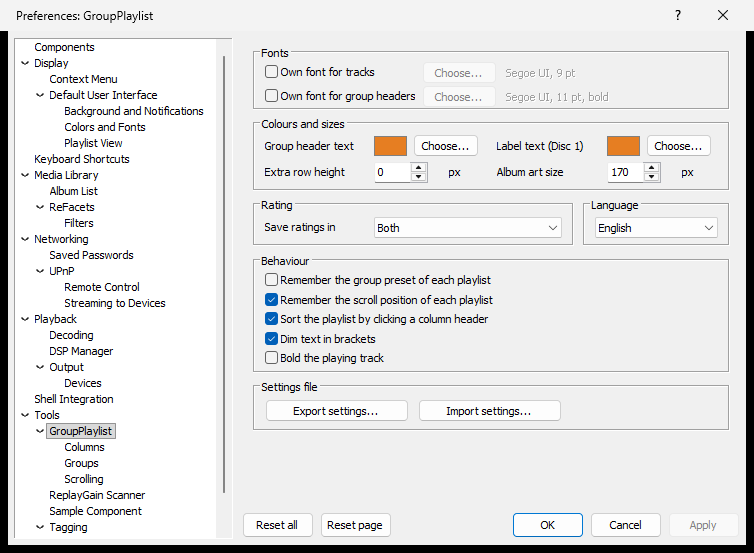 Preferences: GroupPlaylist
?
Components
Display
Context Menu
Default User Interface
Background and Notifications
Colors and Fonts
Playlist View
Keyboard Shortcuts
Media Library
Album List
ReFacets
Filters
Networking
Saved Passwords
UPnP
Remote Control
Streaming to Devices
Playback
Decoding
DSP Manager
Output
Devices
Shell Integration
Tools
GroupPlaylist
Columns
Groups
Scrolling
ReplayGain Scanner
Sample Component
Tagging
Fonts
Own font for tracks Choose... Segoe UI, 9 pt
Own font for group headers Choose... Segoe UI, 11 pt, bold
Colours and sizes
Group header text Choose... Label text (Disc 1) Choose...
Extra row height 0 px Album art size 170 px
Rating
Save ratings in Both
Language
English
Behaviour
Remember the group preset of each playlist
Remember the scroll position of each playlist
Sort the playlist by clicking a column header
Dim text in brackets
Bold the playing track
Settings file
Export settings... Import settings...
Reset all Reset page OK Cancel Apply